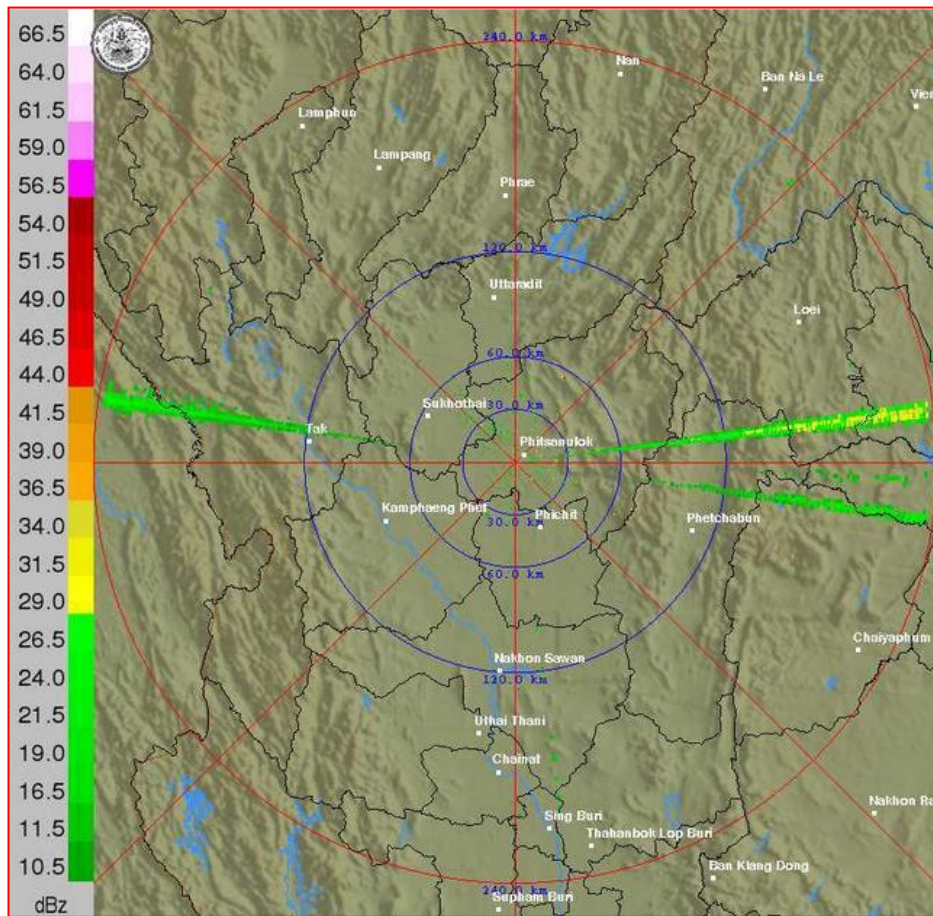 66.5
64.0
61.5
59.0
56.5
54.0
51.5
49.0
46.5
44.0
41.5
39.0
36.5
34.0
31.5
29.0
26.5
24.0
21.5
19.0
16.5
11.5
10.5
dBz
240.0 km
Nan
Ban Na Le
Lamphun
Lampang
Phrae
120.0 km
Uttaradit
Loei
60.0 km
30.0 km
Sukhothai
Tak
Phitsanulok
Kamphaeng Phet
30.0 km
Phichit
Phetchabun
60.0 km
Chaiyaphum
Nakhon Sawan
120.0 km
Uthai Thani
Chainat
Nakhon Ra
Sing Buri
Thahanbok Lop Buri
Ban Klang Dong
240.0 km
Supham Buri